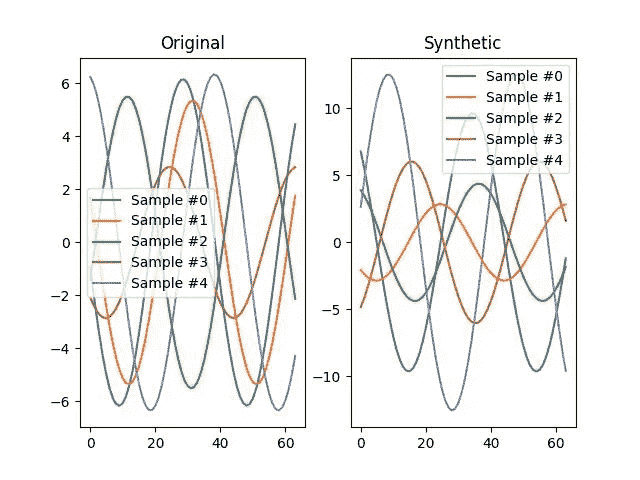 Original
6
4
2
0
−2
−4
−6
0
20
40
60
Sample #0
Sample #1
Sample #2
Sample #3
Sample #4
Synthetic
10
5
0
−5
−10
0
20
40
60
Sample #0
Sample #1
Sample #2
Sample #3
Sample #4